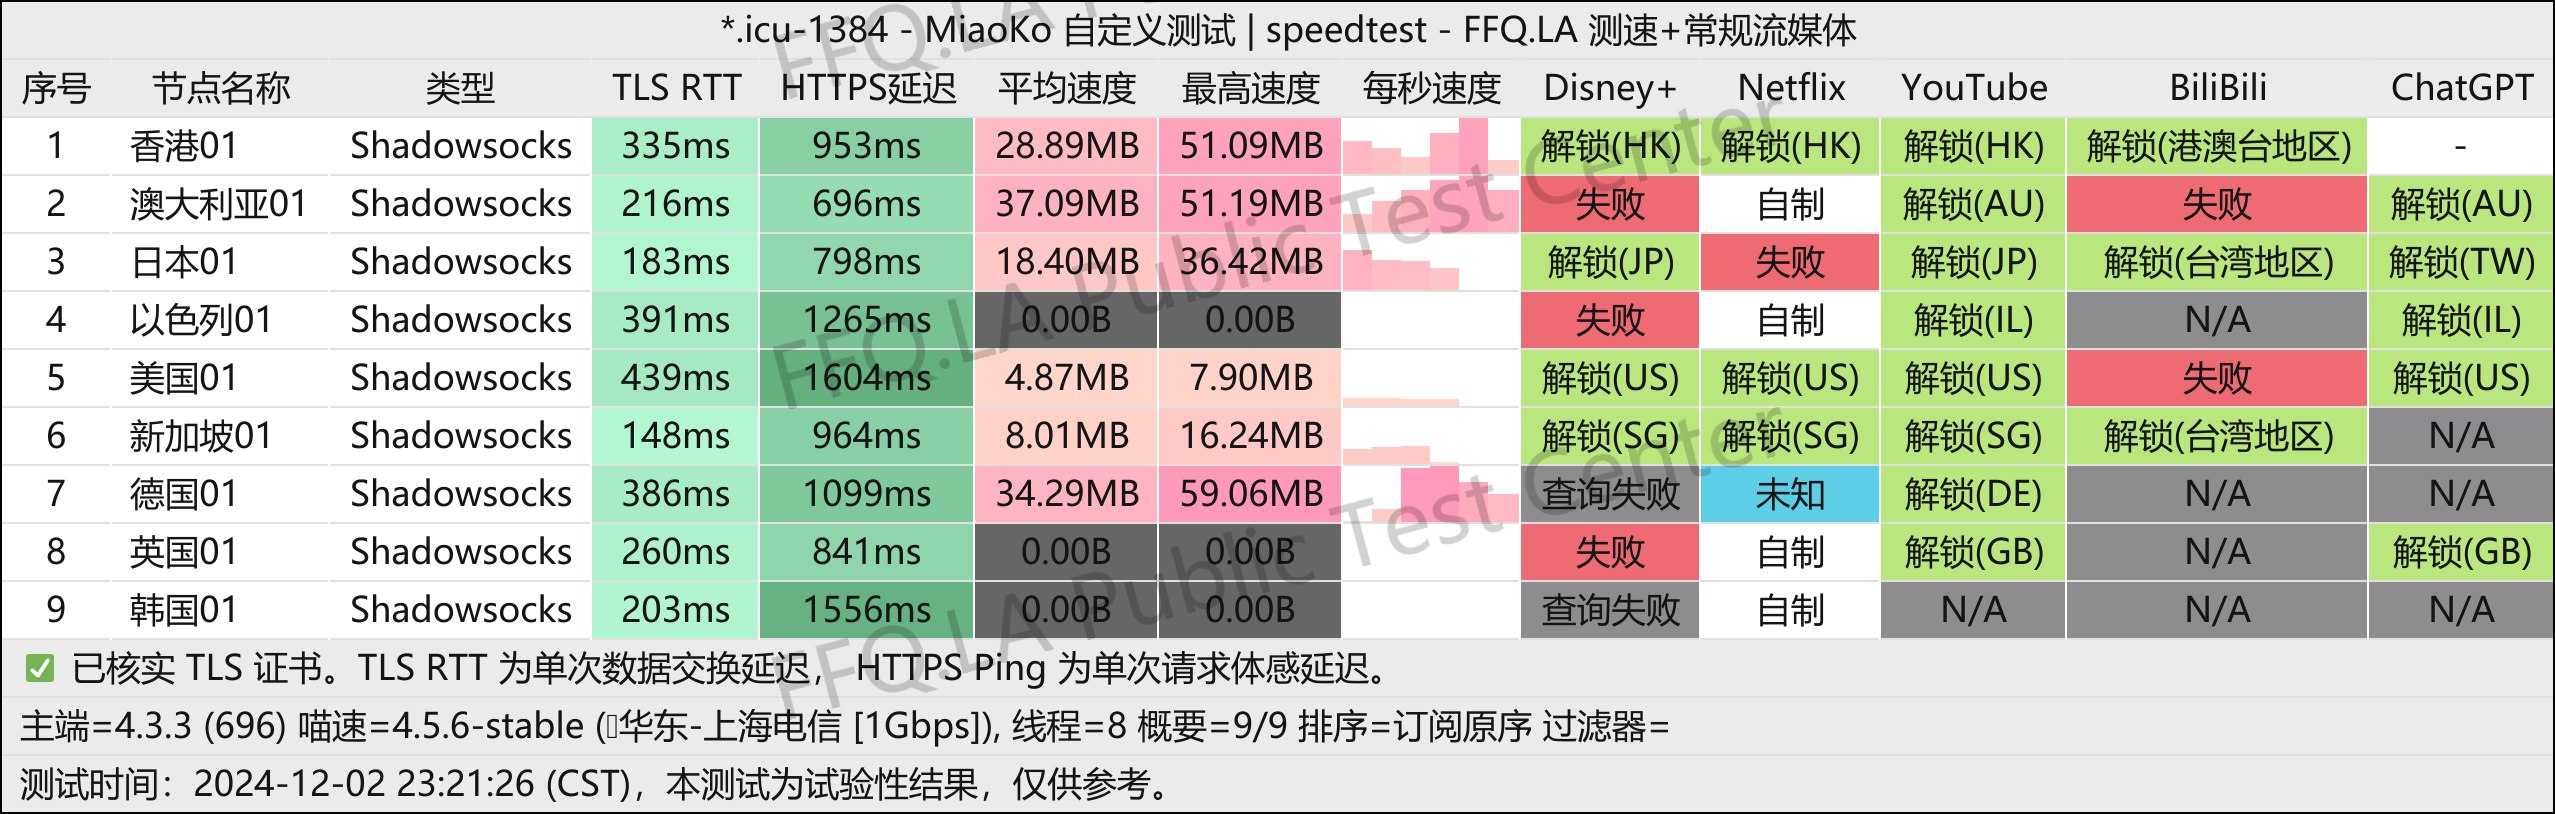 *.icu-1384 - MiaoKo 自定义测试 | speedtest - FFQ.LA 测速+常规流媒体
序号 节点名称 类型 TLS RTT HTTPS延迟 平均速度 最高速度 每秒速度 Disney+ Netflix YouTube BiliBili ChatGPT
1 香港01 Shadowsocks 335ms 953ms 28.89MB 51.09MB 解锁(HK) 解锁(HK) 解锁(HK) 解锁(港澳台地区) -
2 澳大利亚01 Shadowsocks 216ms 696ms 37.09MB 51.19MB 失败 自制 解锁(AU) 失败 解锁(AU)
3 日本01 Shadowsocks 183ms 798ms 18.40MB 36.42MB 解锁(JP) 失败 解锁(JP) 解锁(台湾地区) 解锁(TW)
4 以色列01 Shadowsocks 391ms 1265ms 0.00B 0.00B 失败 自制 解锁(IL) N/A 解锁(IL)
5 美国01 Shadowsocks 439ms 1604ms 4.87MB 7.90MB 解锁(US) 解锁(US) 解锁(US) 失败 解锁(US)
6 新加坡01 Shadowsocks 148ms 964ms 8.01MB 16.24MB 解锁(SG) 解锁(SG) 解锁(SG) 解锁(台湾地区) N/A
7 德国01 Shadowsocks 386ms 1099ms 34.29MB 59.06MB 查询失败 未知 解锁(DE) N/A N/A
8 英国01 Shadowsocks 260ms 841ms 0.00B 0.00B 失败 自制 解锁(GB) N/A 解锁(GB)
9 韩国01 Shadowsocks 203ms 1556ms 0.00B 0.00B 查询失败 自制 N/A N/A N/A
✅ 已核实 TLS 证书。TLS RTT 为单次数据交换延迟， HTTPS Ping 为单次请求体感延迟。
主端=4.3.3 (696) 喵速=4.5.6-stable (▯华东-上海电信 [1Gbps]), 线程=8 概要=9/9 排序=订阅原序 过滤器=
测试时间：2024-12-02 23:21:26 (CST)，本测试为试验性结果，仅供参考。
FFQ.LA Public Test Center
FFQ.LA Public Test Center